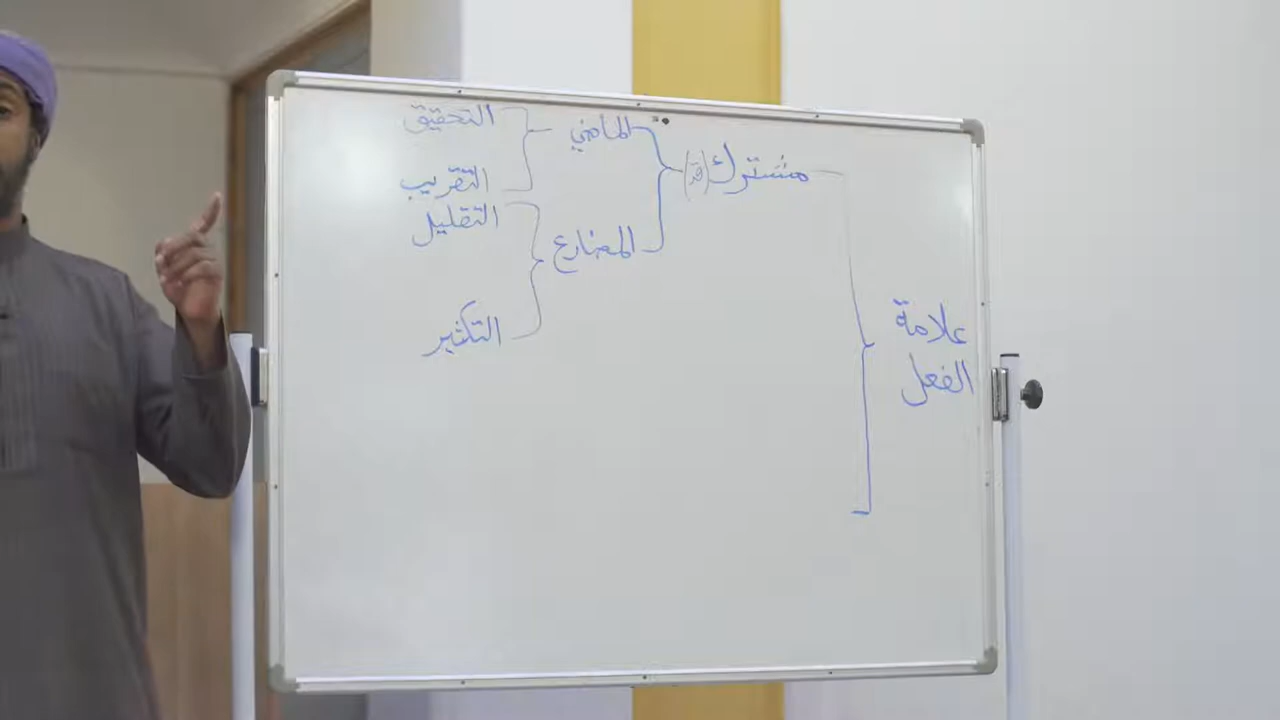 علامة
الفعل
مشترك (قد)
الماضي
التحقيق
التقريب
المضارع
التقليل
التكثير